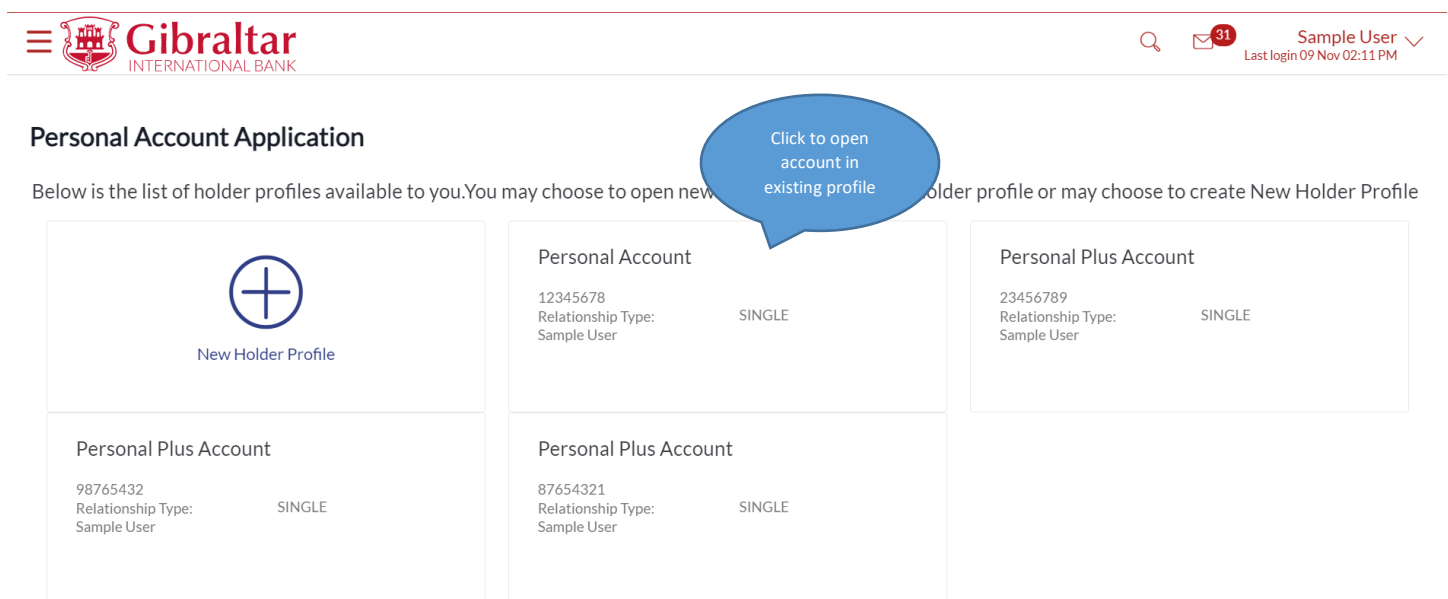 Gibraltar
INTERNATIONAL BANK
31
Sample User
Last login 09 Nov 02:11 PM
Personal Account Application
Click to open
account in
existing profile
Below is the list of holder profiles available to you.You may choose to open new older profile or may choose to create New Holder Profile
New Holder Profile
Personal Account
12345678
Relationship Type: SINGLE
Sample User
Personal Plus Account
23456789
Relationship Type: SINGLE
Sample User
Personal Plus Account
98765432
Relationship Type: SINGLE
Sample User
Personal Plus Account
87654321
Relationship Type: SINGLE
Sample User